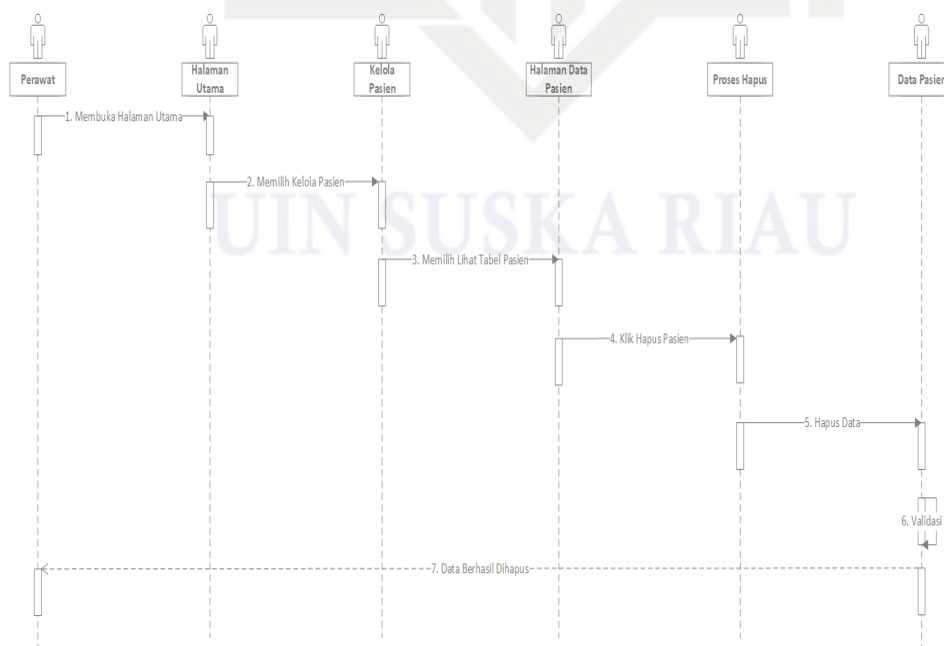 Perawat
Halaman
Utama
Kelola
Pasien
Halaman Data
Pasien
Proses Hapus
Data Pasien
1. Membuka Halaman Utama
2. Memilih Kelola Pasien
UIN SUSKA RIAU
3. Memilih Lihat Tabel Pasien
4. Klik Hapus Pasien
5. Hapus Data
6. Validasi
7. Data Berhasil Dihapus